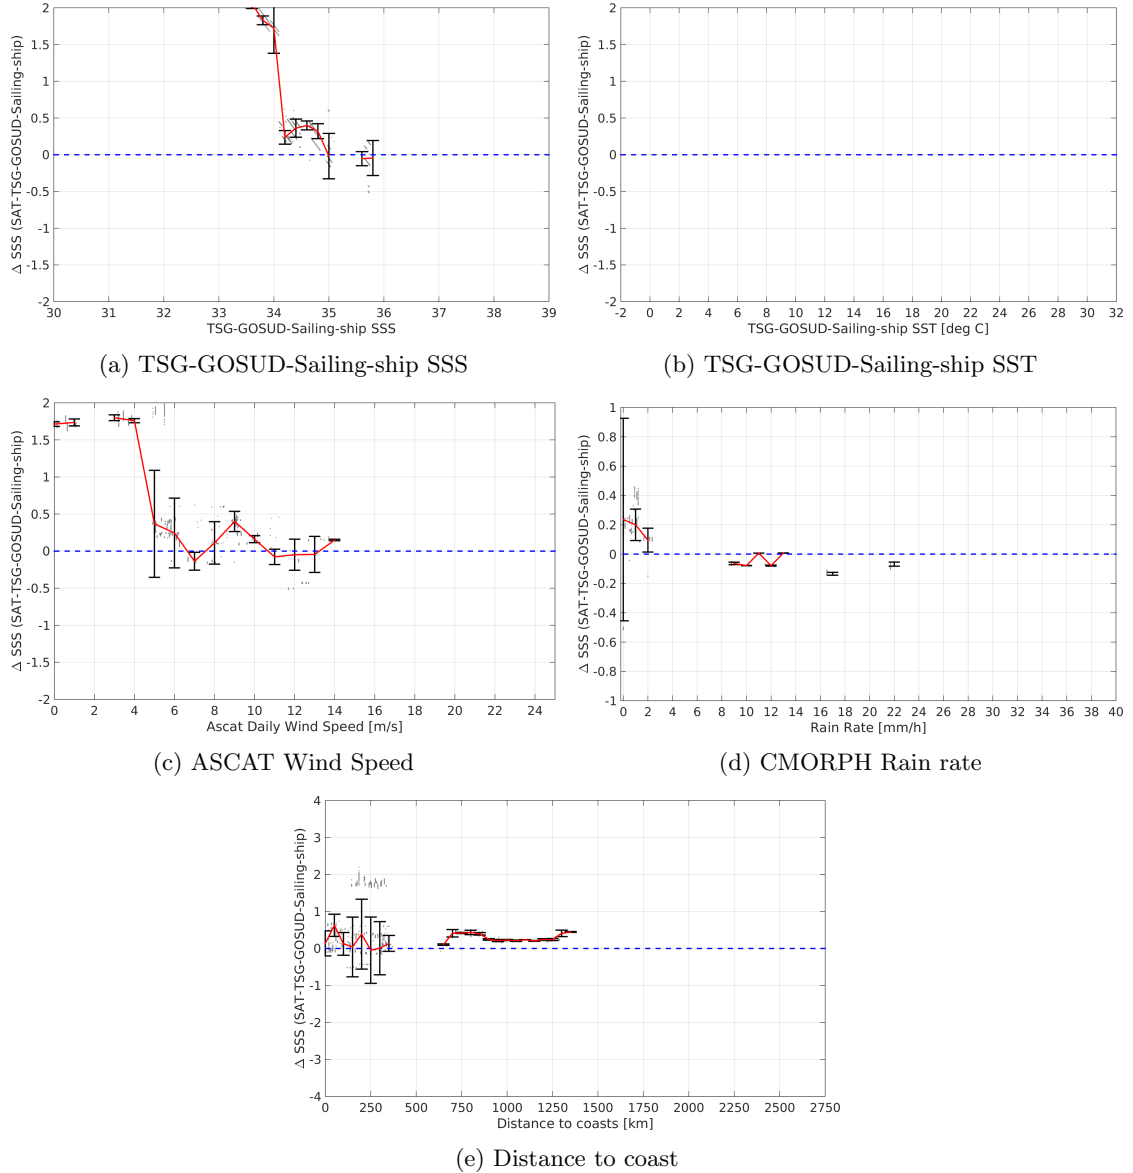 2
1.5
1
0.5
0
-0.5
-1
-1.5
-2
Δ SSS (SAT-TSG-GOSUD-Sailing-ship)
30 31 32 33 34 35 36 37 38 39
TSG-GOSUD-Sailing-ship SSS
(a) TSG-GOSUD-Sailing-ship SSS
2
1.5
1
0.5
0
-0.5
-1
-1.5
-2
Δ SSS (SAT-TSG-GOSUD-Sailing-ship)
-2 0 2 4 6 8 10 12 14 16 18 20 22 24 26 28 30 32
TSG-GOSUD-Sailing-ship SST [deg C]
(b) TSG-GOSUD-Sailing-ship SST
2
1.5
1
0.5
0
-0.5
-1
-1.5
-2
Δ SSS (SAT-TSG-GOSUD-Sailing-ship)
0 2 4 6 8 10 12 14 16 18 20 22 24
Ascat Daily Wind Speed [m/s]
(c) ASCAT Wind Speed
1
0.8
0.6
0.4
0.2
0
-0.2
-0.4
-0.6
-0.8
-1
Δ SSS (SAT-TSG-GOSUD-Sailing-ship)
0 2 4 6 8 10 12 14 16 18 20 22 24 26 28 30 32 34 36 38 40
Rain Rate [mm/h]
(d) CMORPH Rain rate
4
3
2
1
0
-1
-2
-3
-4
Δ SSS (SAT-TSG-GOSUD-Sailing-ship)
0 250 500 750 1000 1250 1500 1750 2000 2250 2500 2750
Distance to coasts [km]
(e) Distance to coast